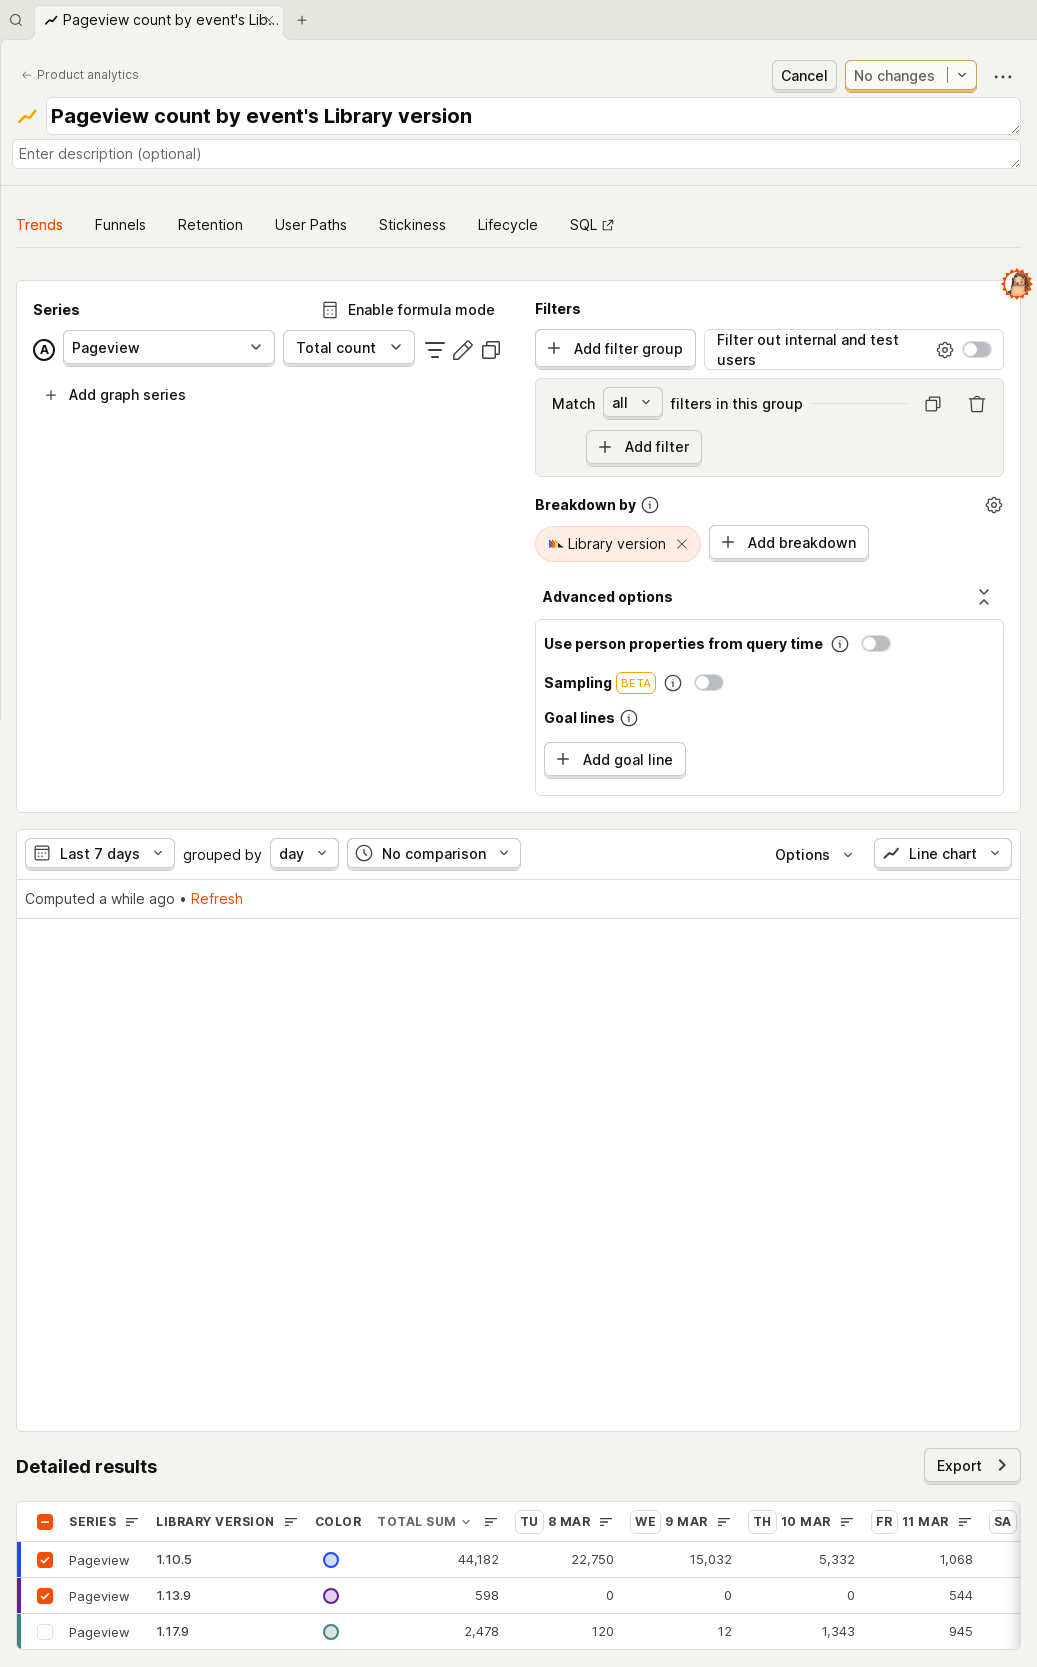 Pageview count by event's Lib...
Product analytics
Cancel
No changes
Pageview count by event's Library version
Enter description (optional)
Trends
Funnels
Retention
User Paths
Stickiness
Lifecycle
SQL
Series
Enable formula mode
A
Pageview
Total count
Add graph series
Filters
Add filter group
Filter out internal and test
users
Match
all
filters in this group
Add filter
Breakdown by
Library version
Add breakdown
Advanced options
Use person properties from query time
Sampling
BETA
Goal lines
Add goal line
Last 7 days
grouped by
day
No comparison
Options
Line chart
Computed a while ago • Refresh
Detailed results
Export
SERIES LIBRARY VERSION COLOR TOTAL SUM TU 8 MAR WE 9 MAR TH 10 MAR FR 11 MAR SA
Pageview 1.10.5 44,182 22,750 15,032 5,332 1,068
Pageview 1.13.9 598 0 0 0 544
Pageview 1.17.9 2,478 120 12 1,343 945